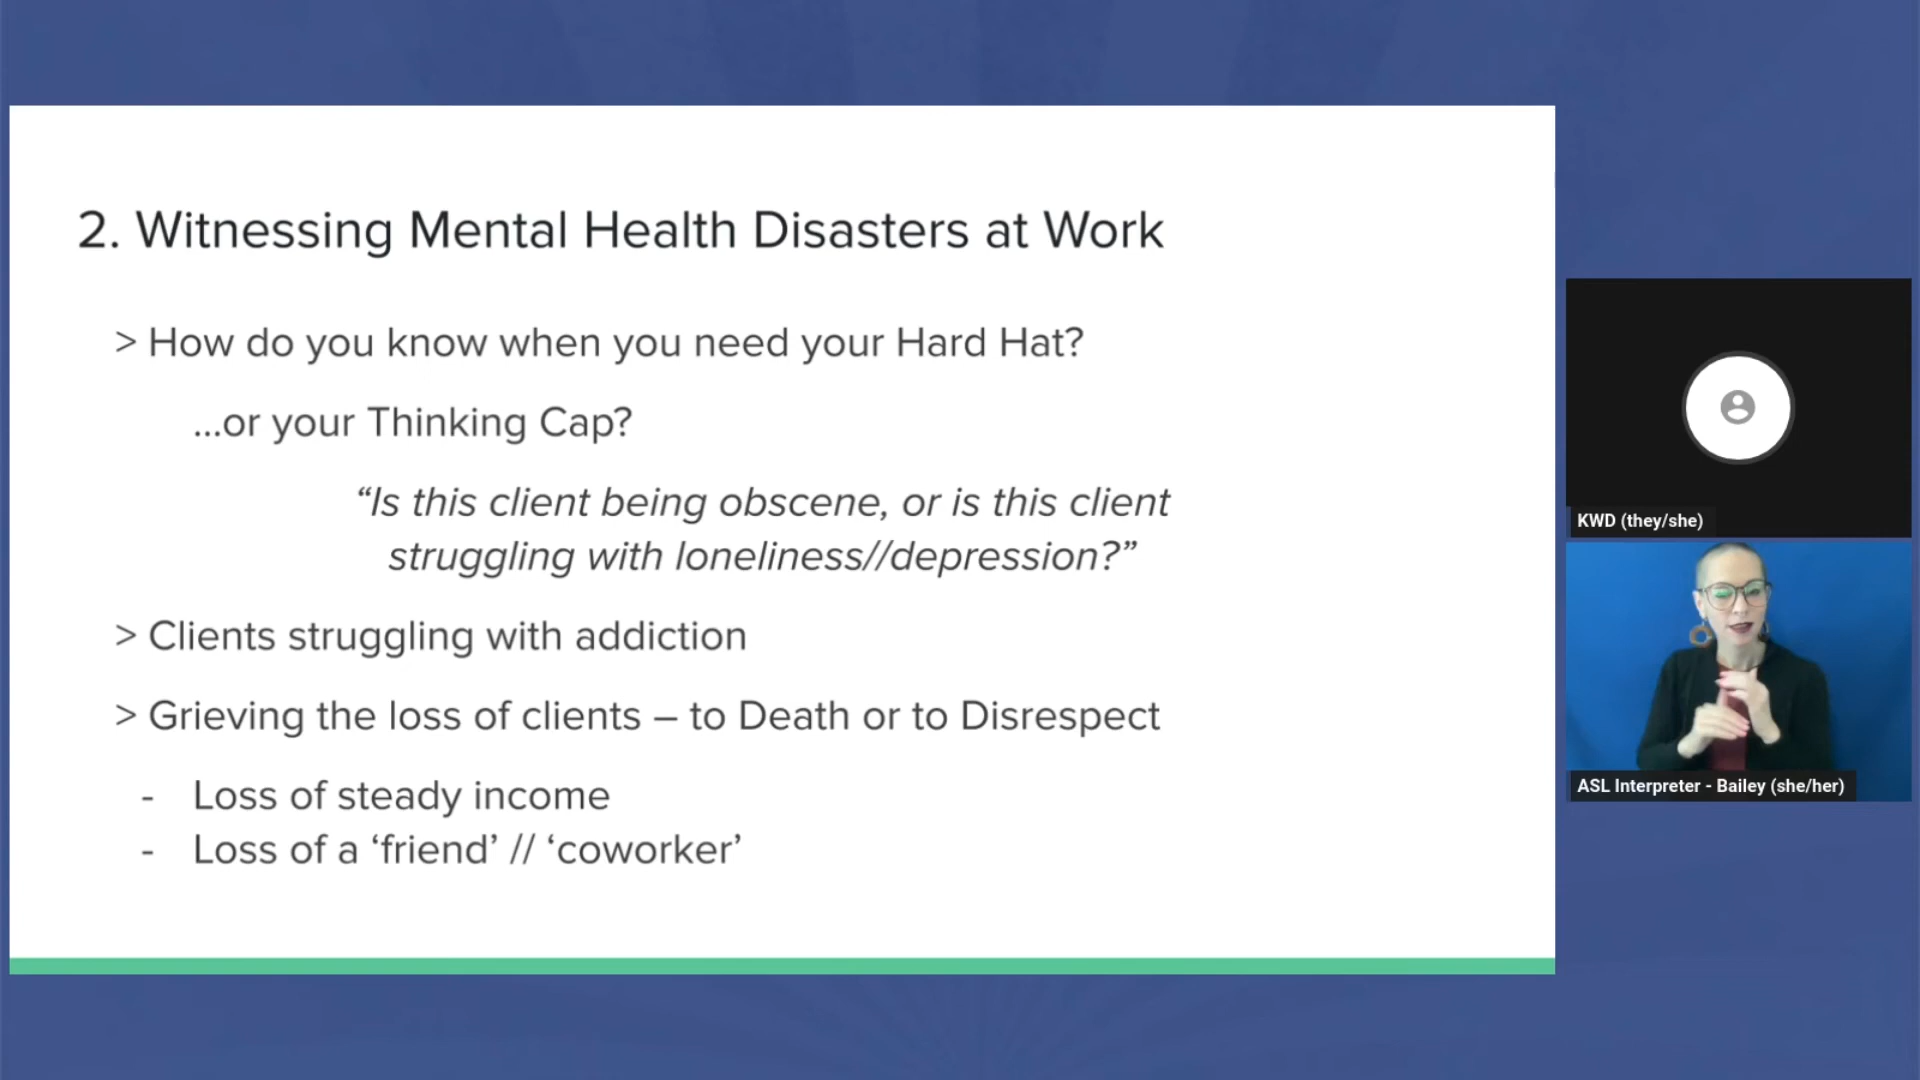 2. Witnessing Mental Health Disasters at Work
> How do you know when you need your Hard Hat?
...or your Thinking Cap?
“Is this client being obscene, or is this client
struggling with loneliness//depression?”
> Clients struggling with addiction
> Grieving the loss of clients – to Death or to Disrespect
- Loss of steady income
- Loss of a ‘friend’ // ‘coworker’
KWD (they/she)
ASL Interpreter - Bailey (she/her)